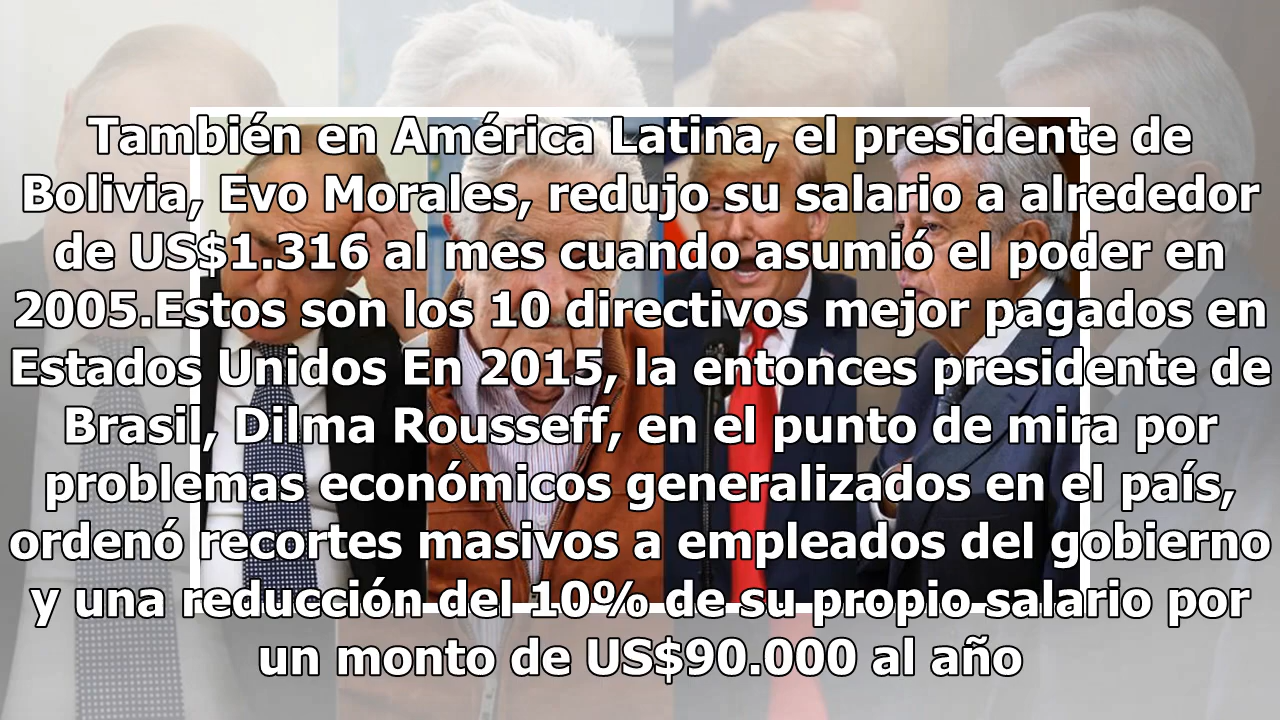 También en América Latina, el presidente de
Bolivia, Evo Morales, redujo su salario a alrededor
de US$1.316 al mes cuando asumió el poder en
2005.Estos son los 10 directivos mejor pagados en
Estados Unidos En 2015, la entonces presidente de
Brasil, Dilma Rousseff, en el punto de mira por
problemas económicos generalizados en el país,
ordenó recortes masivos a empleados del gobierno
y una reducción del 10% de su propio salario por
un monto de US$90.000 al año